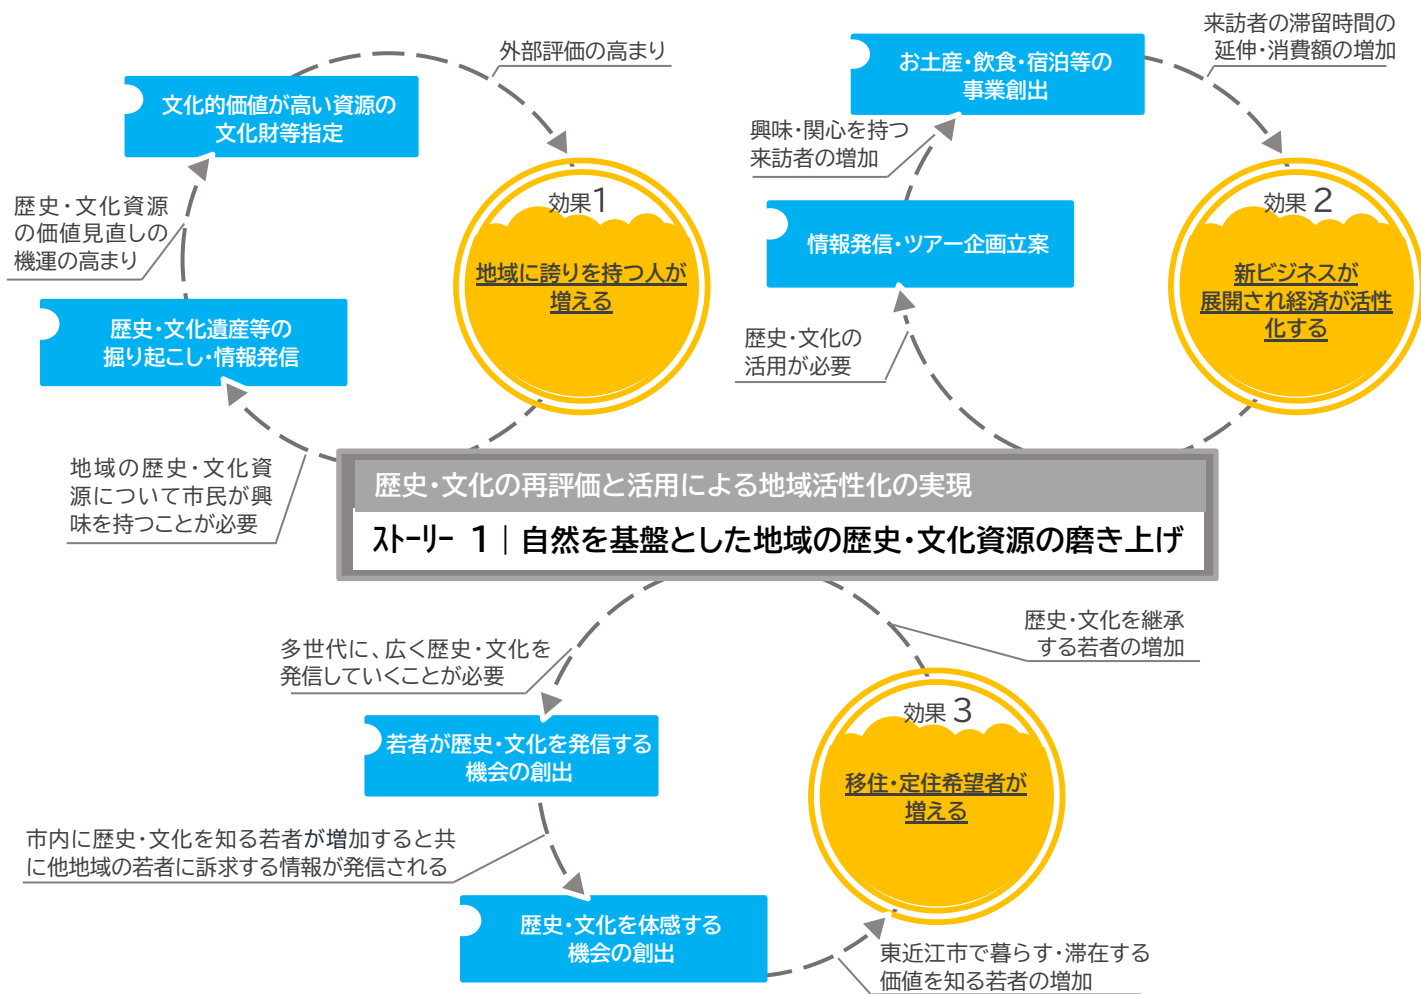 外部評価の高まり
文化的価値が高い資源の
文化財等指定
歴史・文化資源
の価値見直しの
機運の高まり
歴史・文化遺産等の
掘り起こし・情報発信
地域の歴史・文化資
源について市民が興
味を持つことが必要
効果1
地域に誇りを持つ人が
増える
来訪者の滞留時間の
延伸・消費額の増加
お土産・飲食・宿泊等の
事業創出
興味・関心を持つ
来訪者の増加
情報発信・ツアー企画立案
歴史・文化の
活用が必要
効果 2
新ビジネスが
展開され経済が活性
化する
歴史・文化の再評価と活用による地域活性化の実現
ストーリー 1｜自然を基盤とした地域の歴史・文化資源の磨き上げ
多世代に、広く歴史・文化を
発信していくことが必要
若者が歴史・文化を発信する
機会の創出
市内に歴史・文化を知る若者が増加すると共
に他地域の若者に訴求する情報が発信される
歴史・文化を体感する
機会の創出
歴史・文化を継承
する若者の増加
効果 3
移住・定住希望者が
増える
東近江市で暮らす・滞在する
価値を知る若者の増加